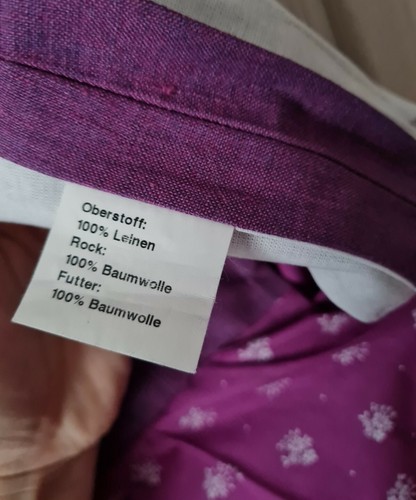 Oberstoff:
100% Leinen
Rock:
100% Baumwolle
Futter:
100% Baumwolle